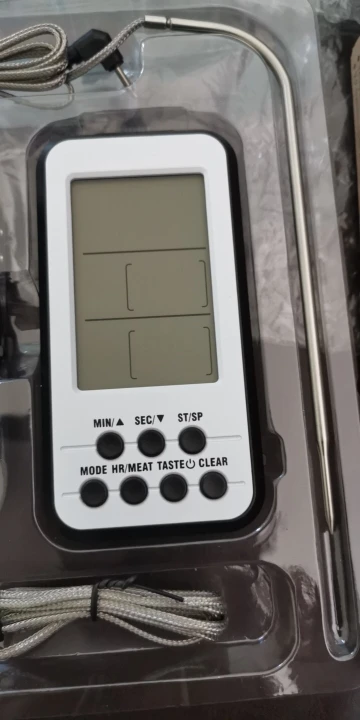 MIN/▲ SEC/▼ ST/SP
MODE HR/MEAT TASTE⏻ CLEAR